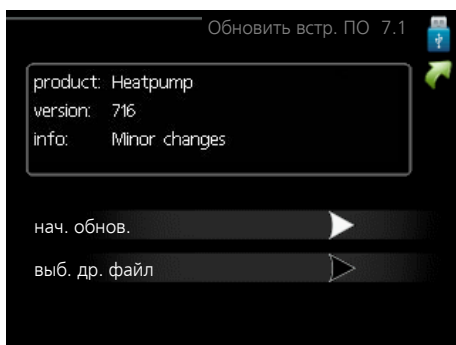 Обновить встр. ПО 7.1
product: Heatpump
version: 716
info: Minor changes
нач. обнов.
выб. др. файл